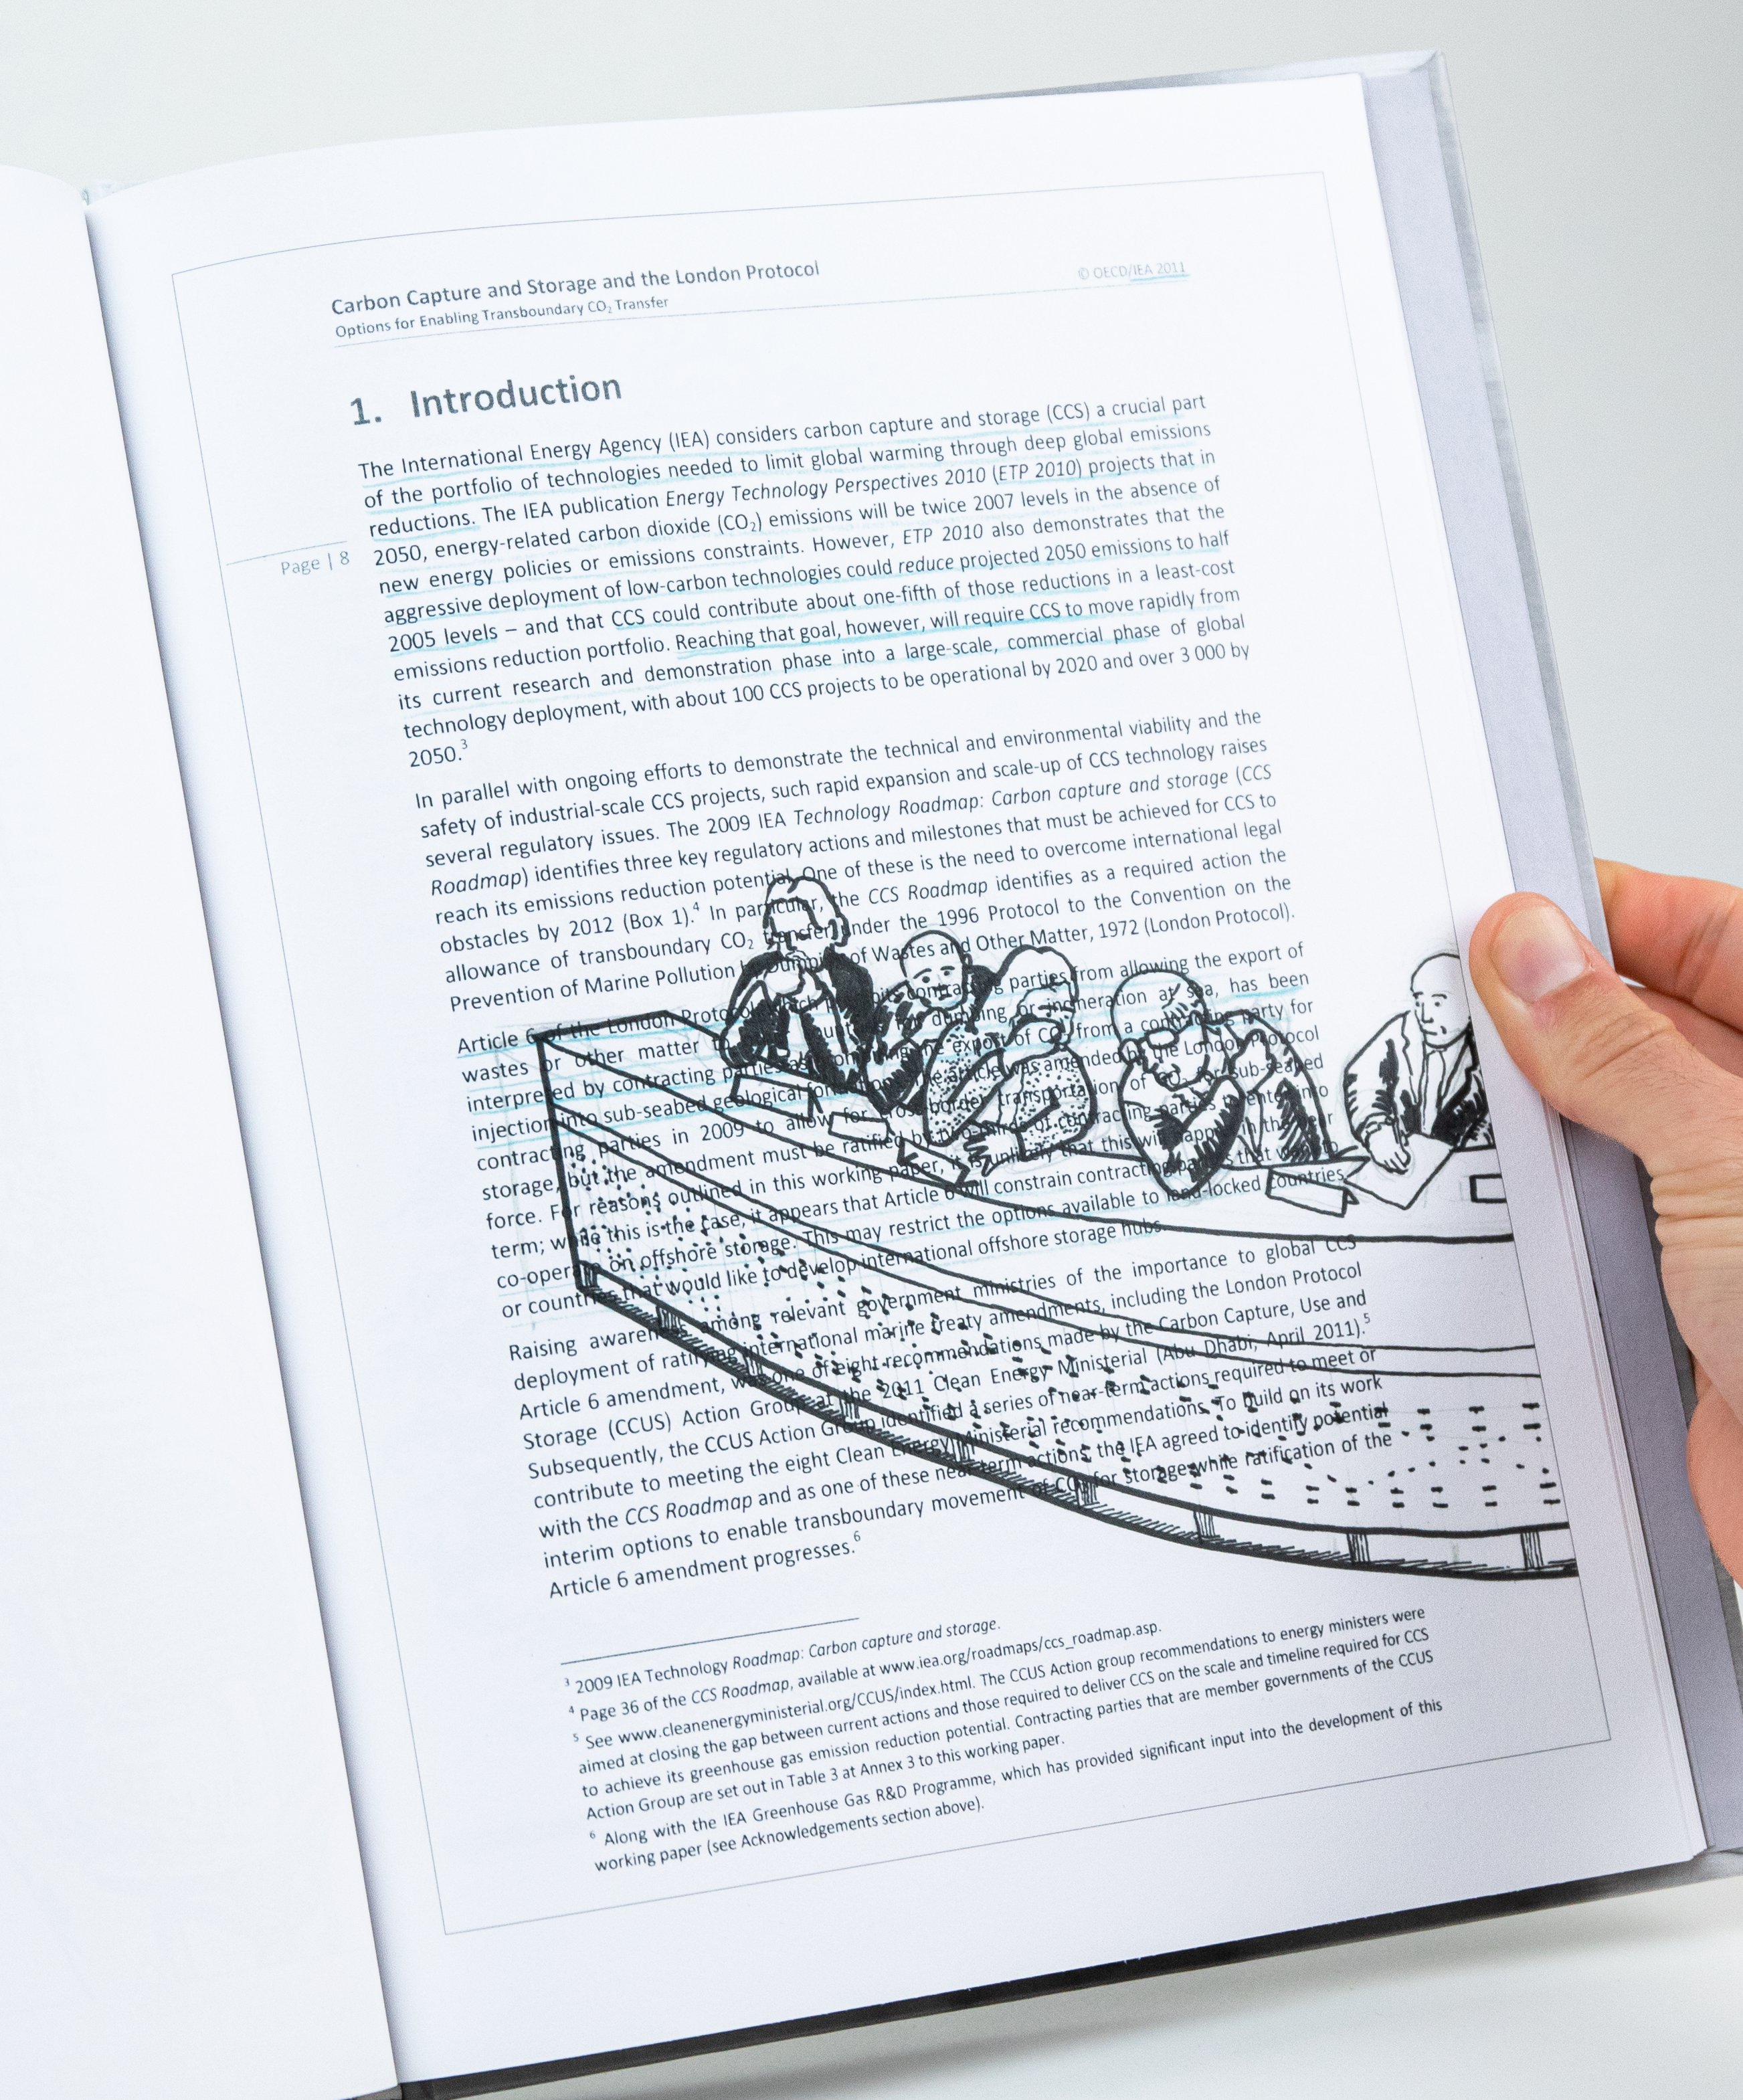 Carbon Capture and Storage and the London Protocol
Options for Enabling Transboundary CO₂ Transfer
© OECD/IEA 2011
1. Introduction
Page | 8
The International Energy Agency (IEA) considers carbon capture and storage (CCS) a crucial part
of the portfolio of technologies needed to limit global warming through deep global emissions
reductions. The IEA publication Energy Technology Perspectives 2010 (ETP 2010) projects that in
2050, energy-related carbon dioxide (CO₂) emissions will be twice 2007 levels in the absence of
new energy policies or emissions constraints. However, ETP 2010 also demonstrates that the
aggressive deployment of low-carbon technologies could reduce projected 2050 emissions to half
2005 levels – and that CCS could contribute about one-fifth of those reductions in a least-cost
emissions reduction portfolio. Reaching that goal, however, will require CCS to move rapidly from
its current research and demonstration phase into a large-scale, commercial phase of global
technology deployment, with about 100 CCS projects to be operational by 2020 and over 3 000 by
2050.³
In parallel with ongoing efforts to demonstrate the technical and environmental viability and the
safety of industrial-scale CCS projects, such rapid expansion and scale-up of CCS technology raises
several regulatory issues. The 2009 IEA Technology Roadmap: Carbon capture and storage (CCS
Roadmap) identifies three key regulatory actions and milestones that must be achieved for CCS to
reach its emissions reduction potential. One of these is the need to overcome international legal
obstacles by 2012 (Box 1).⁴ In particular, the CCS Roadmap identifies as a required action the
allowance of transboundary CO₂ transfer under the 1996 Protocol to the Convention on the
Prevention of Marine Pollution by Dumping of Wastes and Other Matter, 1972 (London Protocol).
Article 6 of the London Protocol, which prohibits contracting parties from allowing the export of
wastes or other matter to countries for dumping or incineration at sea, has been
interpreted by contracting parties as prohibiting the export of CO₂ from a contracting party for
injection into sub-seabed geological formations. The article was amended by the London Protocol
contracting parties in 2009 to allow for cross-border transportation of CO₂ for sub-seabed
storage, but the amendment must be ratified by two-thirds of contracting parties to enter into
force. For reasons outlined in this working paper, it is unlikely that this will happen in the near
term; while this is the case, it appears that Article 6 will constrain contracting parties that wish to
co-operate on offshore storage. This may restrict the options available to land-locked countries
or countries that would like to develop international offshore storage hubs.
Raising awareness among relevant government ministries of the importance to global CCS
deployment of ratifying international marine treaty amendments, including the London Protocol
Article 6 amendment, was one of eight recommendations made by the Carbon Capture, Use and
Storage (CCUS) Action Group at the 2011 Clean Energy Ministerial (Abu Dhabi, April 2011).⁵
Subsequently, the CCUS Action Group identified a series of near-term actions required to meet or
contribute to meeting the eight Clean Energy Ministerial recommendations. To build on its work
with the CCS Roadmap and as one of these near-term actions, the IEA agreed to identify potential
interim options to enable transboundary movement of CO₂ for storage while ratification of the
Article 6 amendment progresses.⁶
³ 2009 IEA Technology Roadmap: Carbon capture and storage.
⁴ Page 36 of the CCS Roadmap, available at www.iea.org/roadmaps/ccs_roadmap.asp.
⁵ See www.cleanenergyministerial.org/CCUS/index.html. The CCUS Action group recommendations to energy ministers were
aimed at closing the gap between current actions and those required to deliver CCS on the scale and timeline required for CCS
to achieve its greenhouse gas emission reduction potential. Contracting parties that are member governments of the CCUS
Action Group are set out in Table 3 at Annex 3 to this working paper.
⁶ Along with the IEA Greenhouse Gas R&D Programme, which has provided significant input into the development of this
working paper (see Acknowledgements section above).